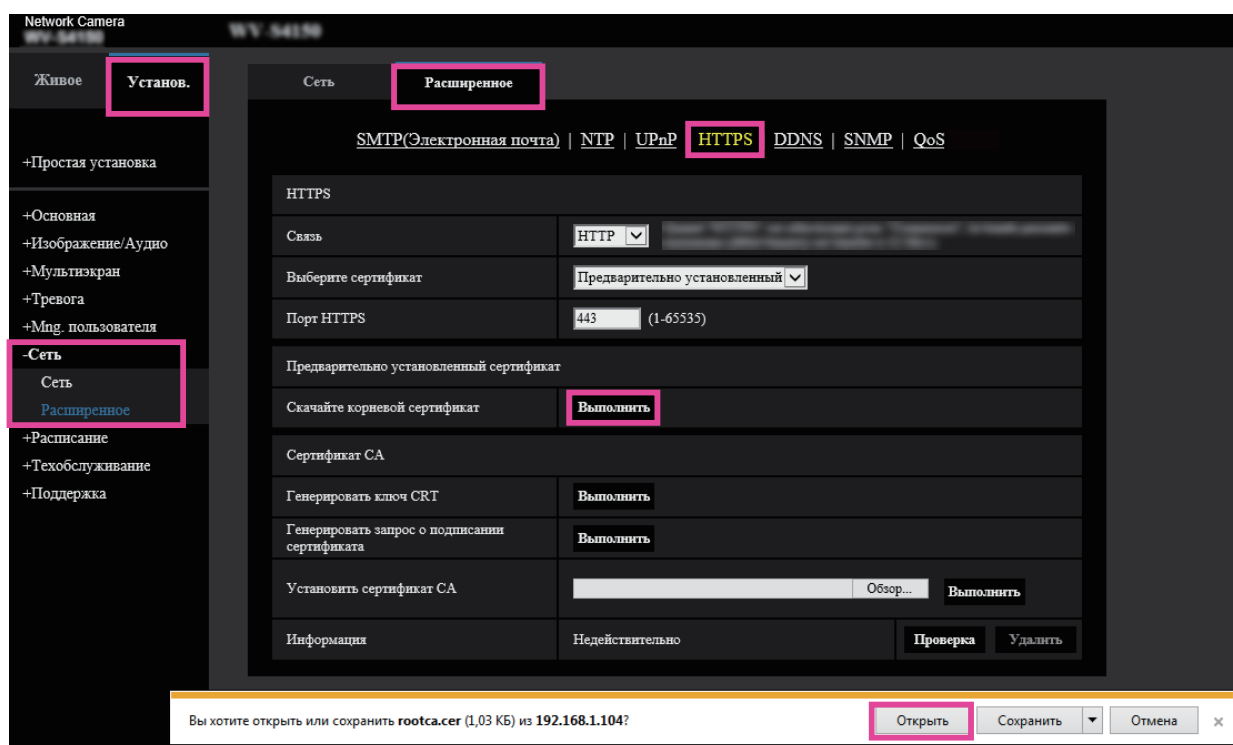 Network Camera
WV-S4150
WV-S4150
Живое
Установ.
Сеть
Расширенное
SMTP(Электронная почта) | NTP | UPnP HTTPS DDNS | SNMP | QoS
+Простая установка
+Основная
+Изображение/Аудио
+Мультиэкран
+Тревога
+Mng. пользователя
-Сеть
Сеть
Расширенное
+Расписание
+Техобслуживание
+Поддержка
HTTPS
Связь
HTTP
Выберите сертификат
Предварительно установленный
Порт HTTPS
443 (1-65535)
Предварительно установленный сертификат
Скачайте корневой сертификат
Выполнить
Сертификат CA
Генерировать ключ CRT
Выполнить
Генерировать запрос о подписании
сертификата
Выполнить
Установить сертификат CA
Обзор...
Выполнить
Информация
Недействительно
Проверка
Удалить
Вы хотите открыть или сохранить rootca.cer (1,03 КБ) из 192.168.1.104?
Открыть
Сохранить
Отмена